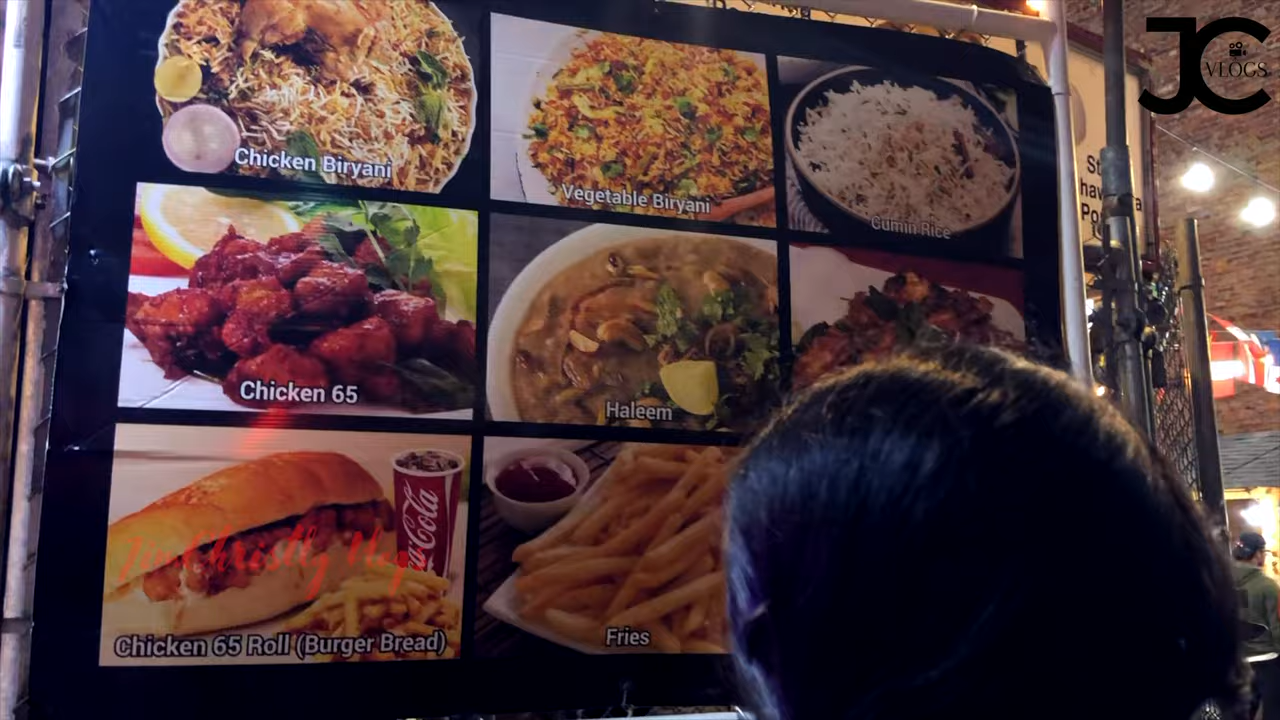 JC
VLOGS
Chicken Biryani
Vegetable Biryani
Cumin Rice
Chicken 65
Haleem
Coca-Cola
Chicken 65 Roll (Burger Bread)
Fries